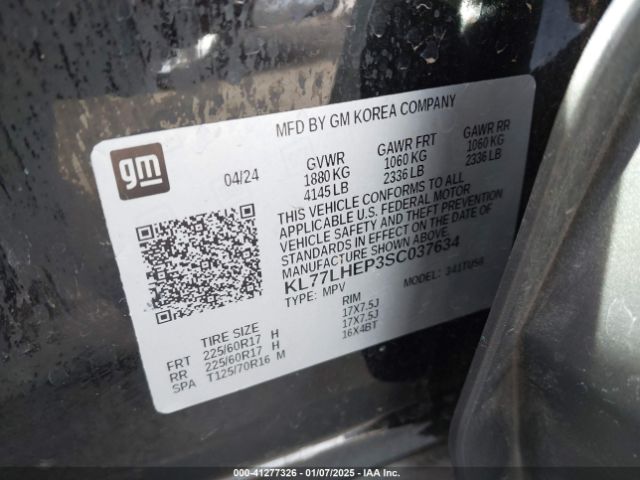 MFD BY GM KOREA COMPANY
gm
04/24
GVWR GAWR FRT GAWR RR
1880 KG 1060 KG 1060 KG
4145 LB 2336 LB 2336 LB
THIS VEHICLE CONFORMS TO ALL
APPLICABLE U.S. FEDERAL MOTOR
VEHICLE SAFETY AND THEFT PREVENTION
STANDARDS IN EFFECT ON THE DATE
OF MANUFACTURE SHOWN ABOVE.
KL77LHEP3SC037634
TYPE: MPV MODEL: 341TU56
TIRE SIZE RIM
FRT 225/60R17 H 17X7.5J
RR 225/60R17 H 17X7.5J
SPA T125/70R16 M 16X4BT
000-41277326 - 01/07/2025 - IAA Inc.